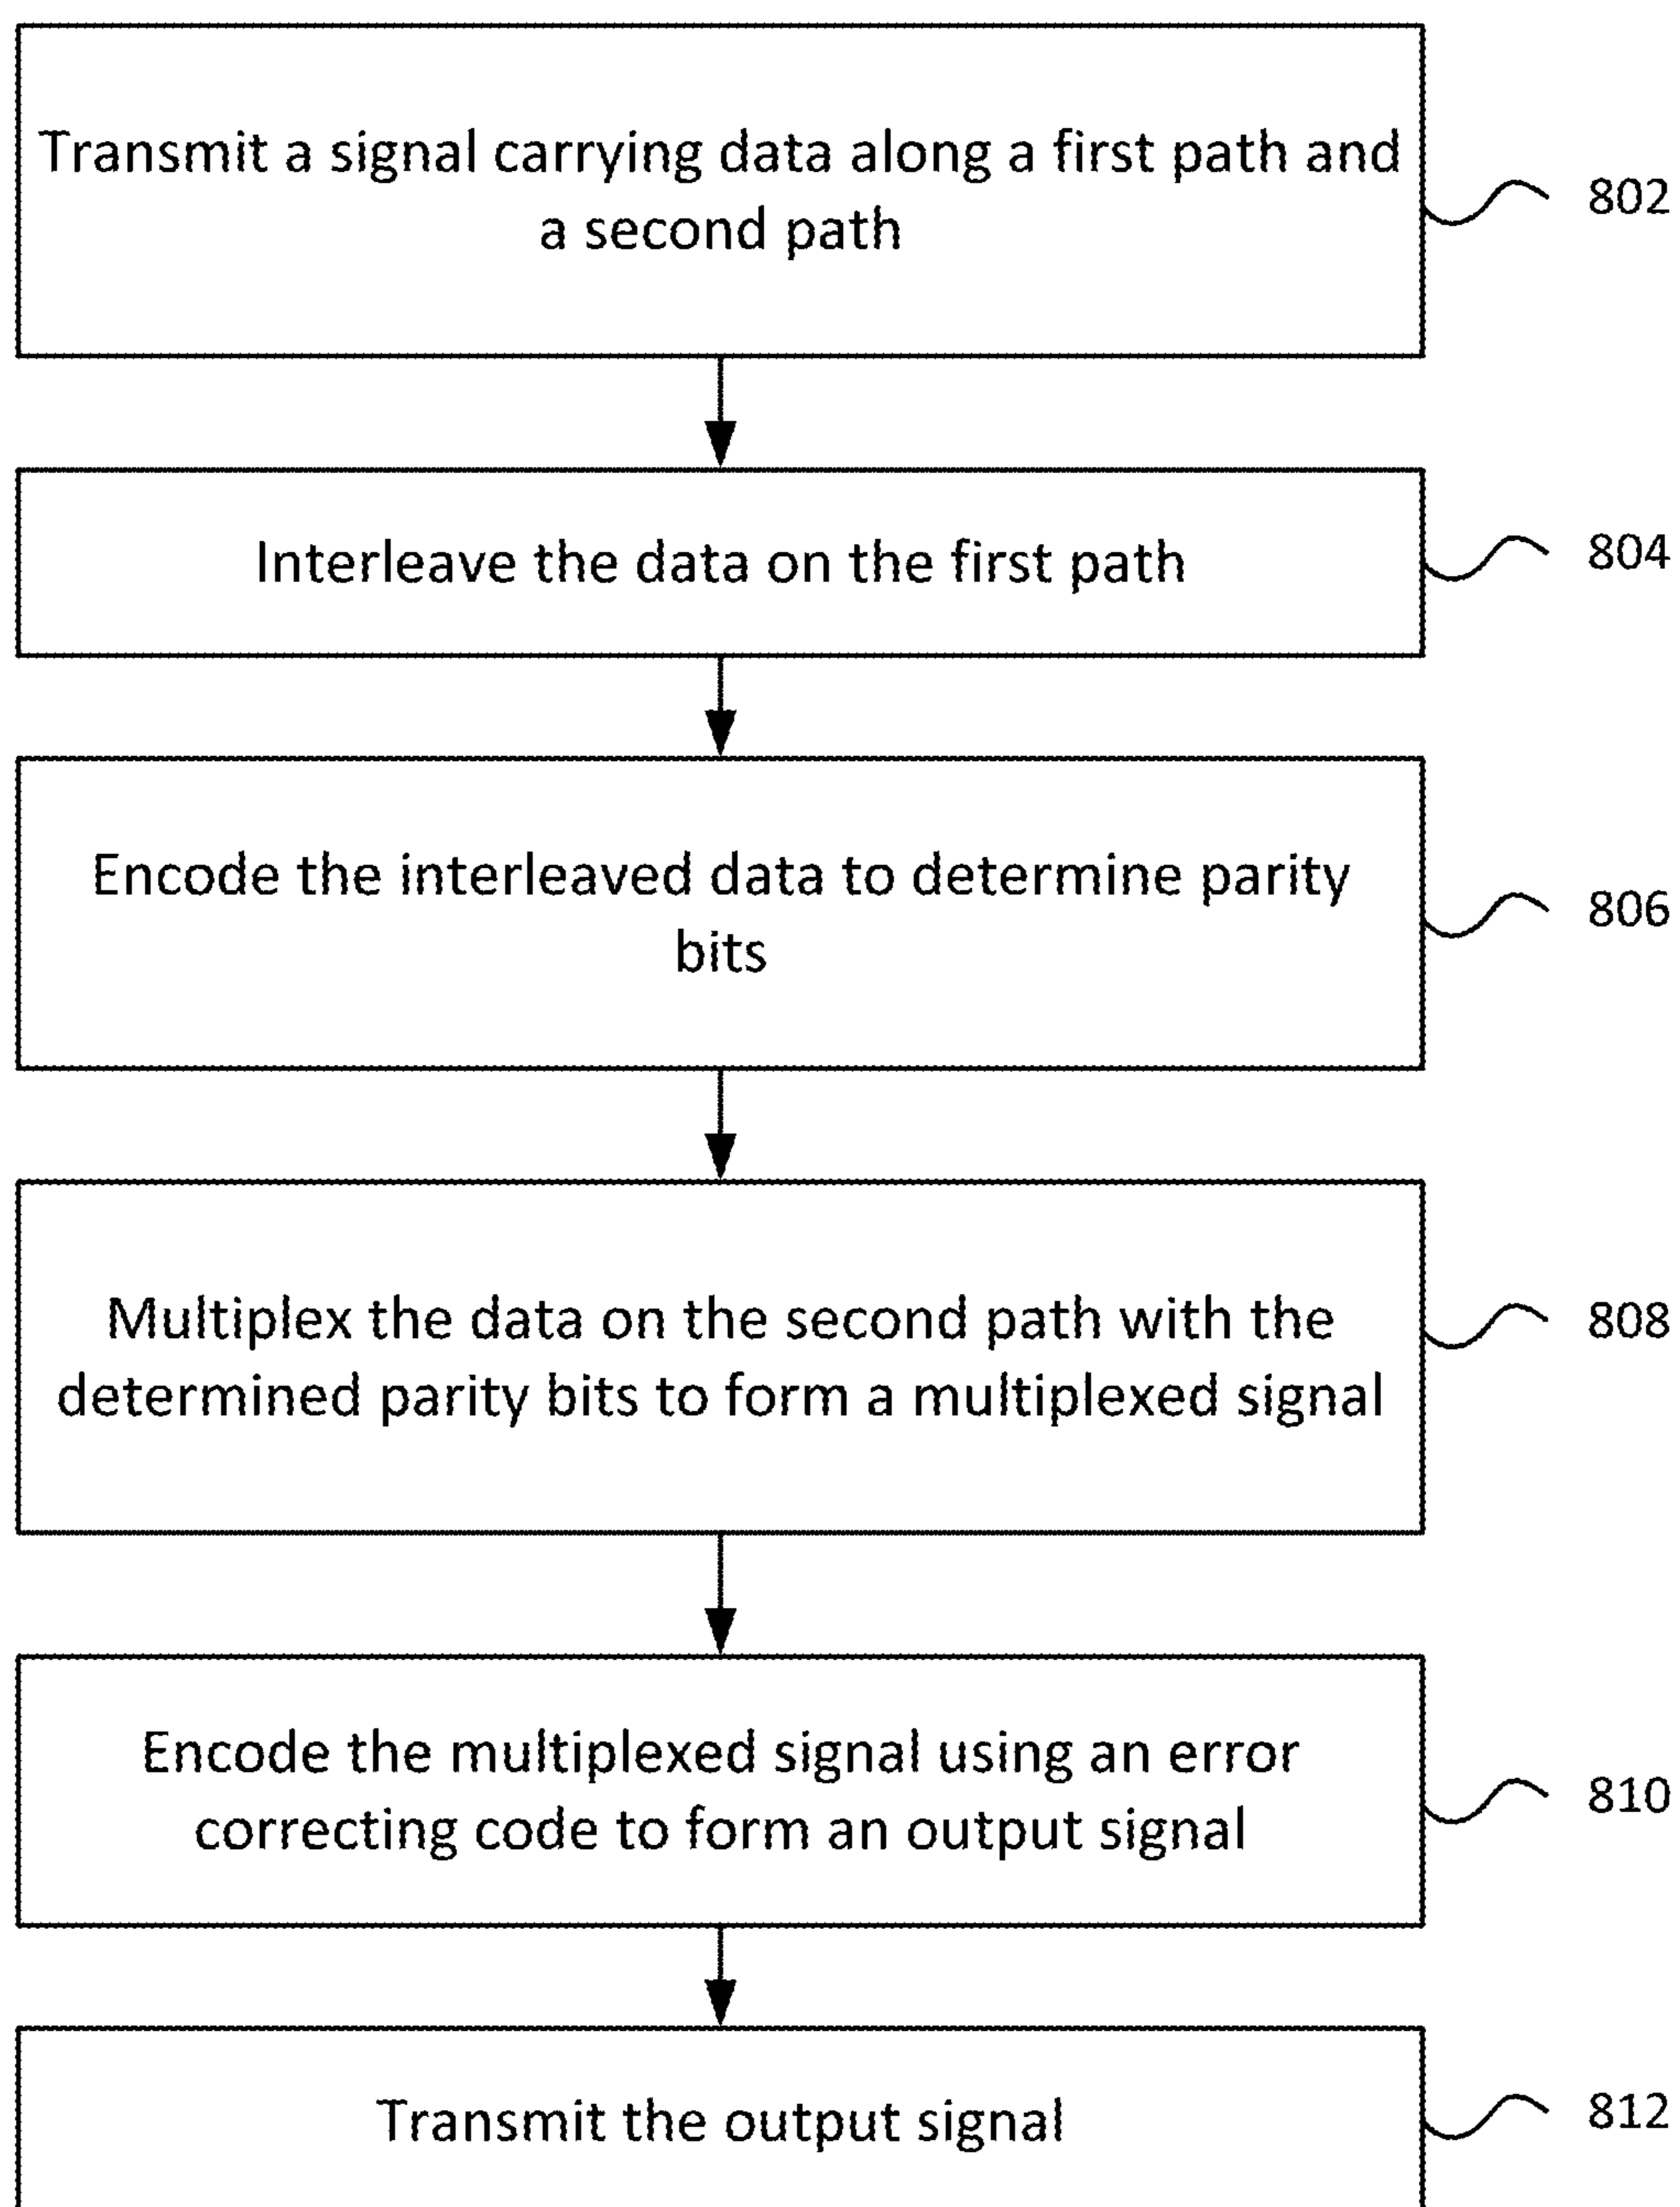 Transmit a signal carrying data along a first path and
a second path
802
Interleave the data on the first path
804
Encode the interleaved data to determine parity
bits
806
Multiplex the data on the second path with the
determined parity bits to form a multiplexed signal
808
Encode the multiplexed signal using an error
correcting code to form an output signal
810
Transmit the output signal
812